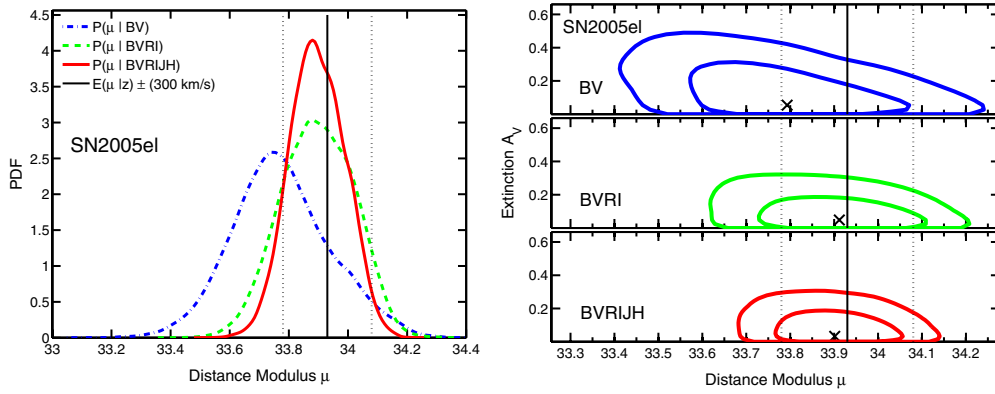 4.5
4
3.5
3
2.5
2
1.5
1
0.5
0
PDF
P(μ | BV)
P(μ | BVRI)
P(μ | BVRIJH)
E(μ |z) ± (300 km/s)
SN2005el
33 33.2 33.4 33.6 33.8 34 34.2 34.4
Distance Modulus μ
SN2005el
0.6
0.4
0.2
BV
0.6
0.4
0.2
BVRI
0.6
0.4
0.2
BVRIJH
Extinction A_V
33.3 33.4 33.5 33.6 33.7 33.8 33.9 34 34.1 34.2
Distance Modulus μ